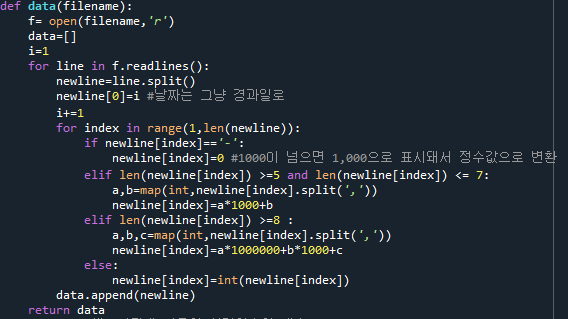 def data(filename):
    f= open(filename,'r')
    data=[]
    i=1
    for line in f.readlines():
        newline=line.split()
        newline[0]=i #날짜는 그냥 경과일로
        i+=1
        for index in range(1,len(newline)):
            if newline[index]=='-':
                newline[index]=0 #1000이 넘으면 1,000으로 표시돼서 정수값으로 변환
            elif len(newline[index]) >=5 and len(newline[index]) <= 7:
                a,b=map(int,newline[index].split(','))
                newline[index]=a*1000+b
            elif len(newline[index]) >=8 :
                a,b,c=map(int,newline[index].split(','))
                newline[index]=a*1000000+b*1000+c
            else:
                newline[index]=int(newline[index])
        data.append(newline)
    return data